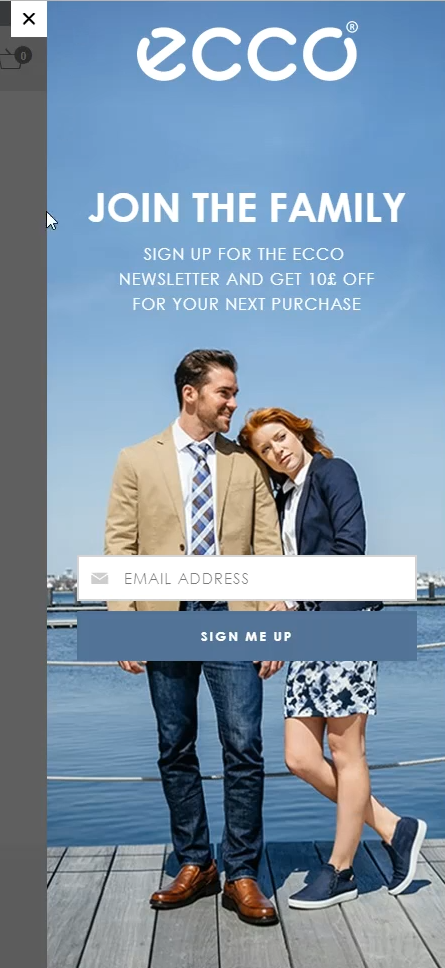 0
ecco®
JOIN THE FAMILY
SIGN UP FOR THE ECCO
NEWSLETTER AND GET 10£ OFF
FOR YOUR NEXT PURCHASE
EMAIL ADDRESS
SIGN ME UP